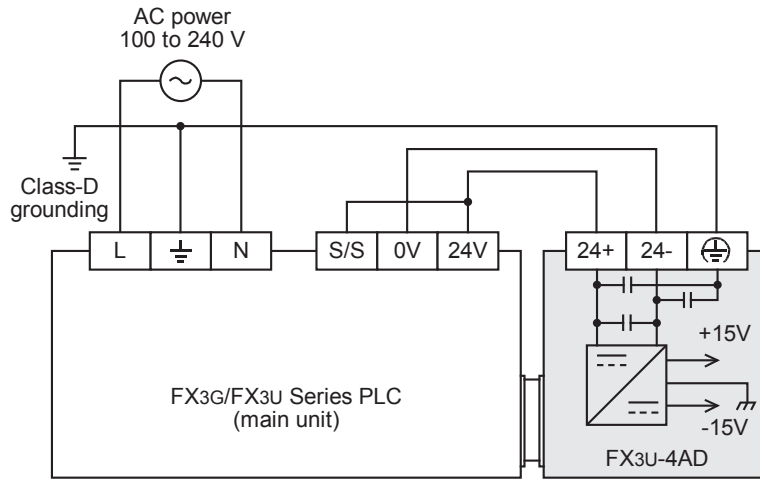 AC power
100 to 240 V
Class-D
grounding
L
N
S/S
0V
24V
24+
24-
+15V
-15V
FX3G/FX3U Series PLC
(main unit)
FX3U-4AD